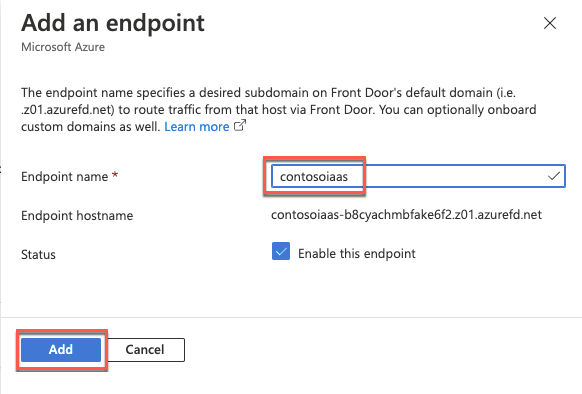 Add an endpoint
Microsoft Azure
The endpoint name specifies a desired subdomain on Front Door's default domain (i.e.
.z01.azurefd.net) to route traffic from that host via Front Door. You can optionally onboard
custom domains as well. Learn more
Endpoint name *
contosoiaas
Endpoint hostname
contosoiaas-b8cyachmbfake6f2.z01.azurefd.net
Status
Enable this endpoint
Add
Cancel